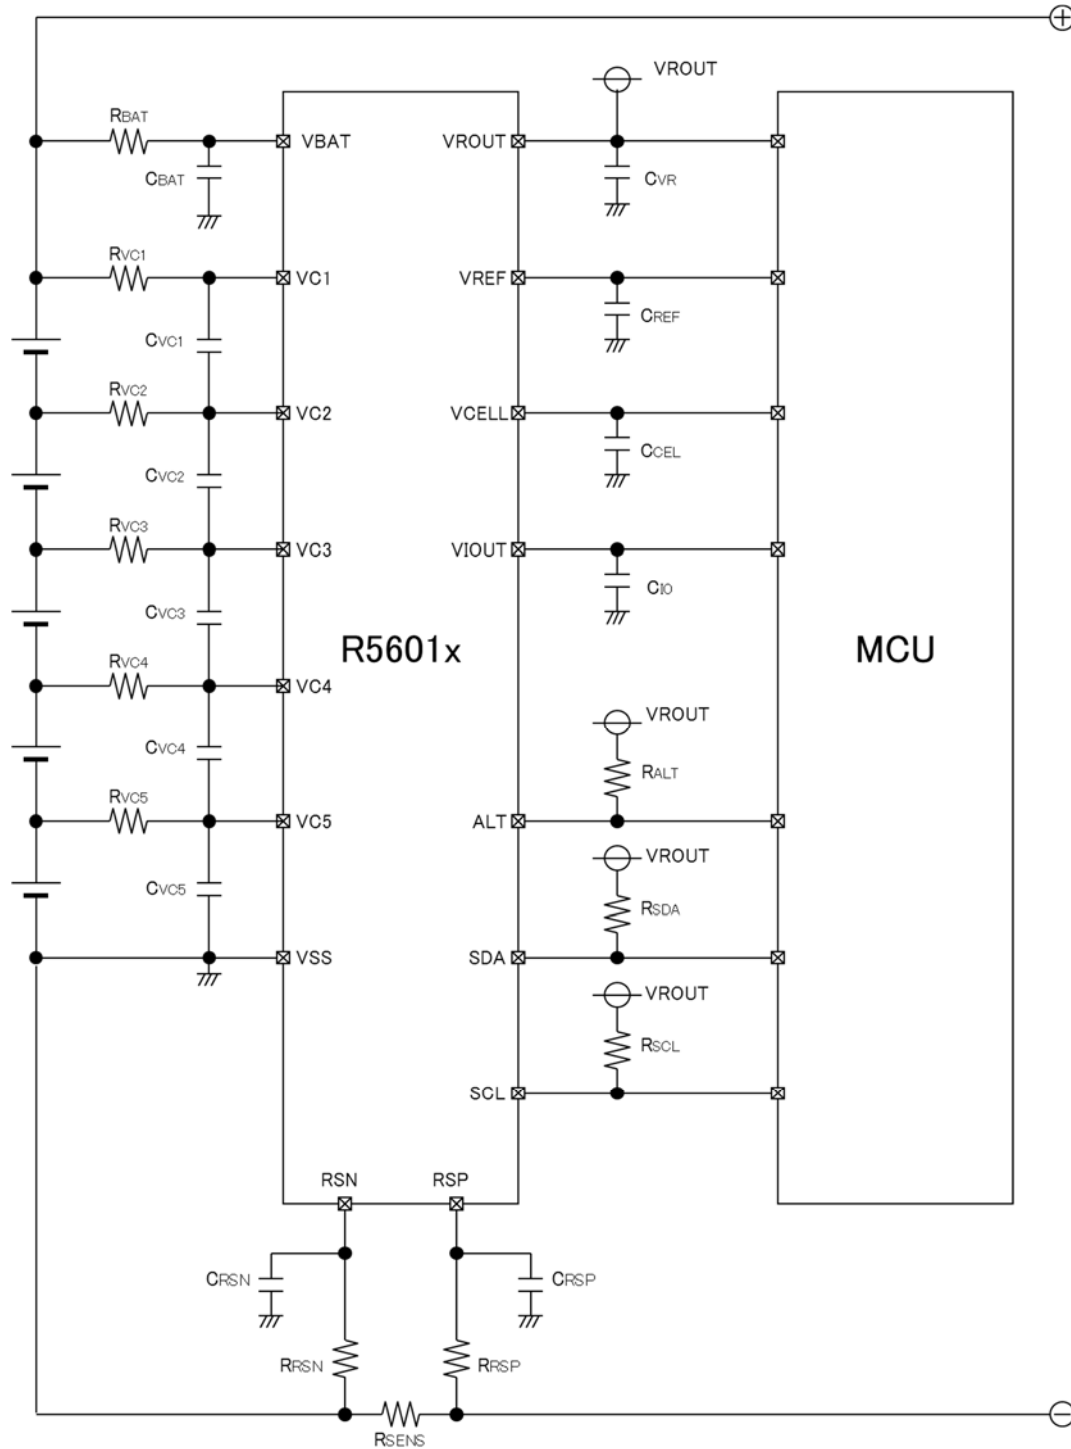 +
VROUT
RBAT
VBAT
VROUT
CBAT
CVR
RVC1
VC1
VREF
CREF
CVC1
RVC2
VC2
VCELL
CCEL
CVC2
RVC3
VC3
VIOUT
CIO
CVC3
R5601x
MCU
RVC4
VC4
VROUT
CVC4
RALT
RVC5
VC5
ALT
VROUT
CVC5
RSDA
VSS
SDA
VROUT
RSCL
SCL
RSN
RSP
CRSN
CRSP
RRSN
RRSP
RSENS
−